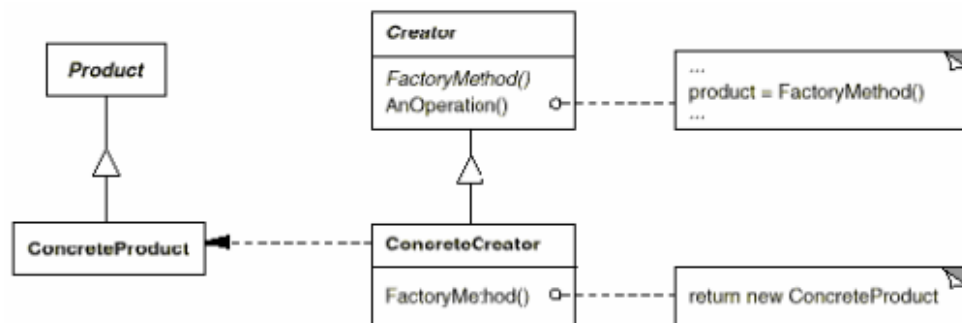 Product
Creator
FactoryMethod()
AnOperation()
...
product = FactoryMethod()
...
ConcreteProduct
ConcreteCreator
FactoryMethod()
return new ConcreteProduct